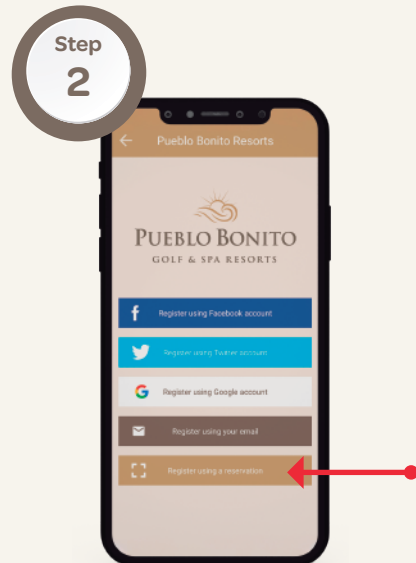 Step
2
Pueblo Bonito Resorts
PUEBLO BONITO
GOLF & SPA RESORTS
Register using Facebook account
Register using Twitter account
Register using Google account
Register using your email
Register using a reservation